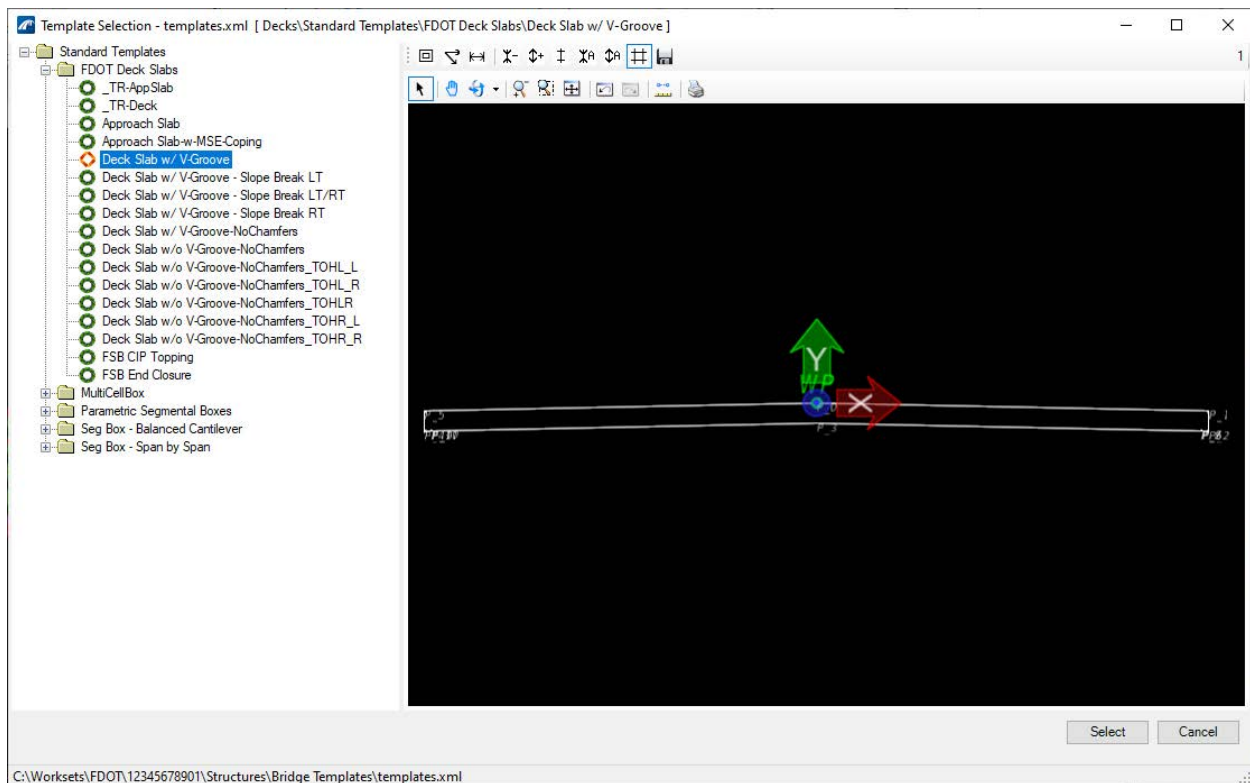 Template Selection - templates.xml [ Decks\Standard Templates\FDOT Deck Slabs\Deck Slab w/ V-Groove ]
Standard Templates
FDOT Deck Slabs
_TR-AppSlab
_TR-Deck
Approach Slab
Approach Slab-w-MSE-Coping
Deck Slab w/ V-Groove
Deck Slab w/ V-Groove - Slope Break LT
Deck Slab w/ V-Groove - Slope Break LT/RT
Deck Slab w/ V-Groove - Slope Break RT
Deck Slab w/ V-Groove-NoChamfers
Deck Slab w/o V-Groove-NoChamfers
Deck Slab w/o V-Groove-NoChamfers_TOHL_L
Deck Slab w/o V-Groove-NoChamfers_TOHL_R
Deck Slab w/o V-Groove-NoChamfers_TOHLR
Deck Slab w/o V-Groove-NoChamfers_TOHR_L
Deck Slab w/o V-Groove-NoChamfers_TOHR_R
FSB CIP Topping
FSB End Closure
MultiCellBox
Parametric Segmental Boxes
Seg Box - Balanced Cantilever
Seg Box - Span by Span
1
Y
WP
X
P_3
P_1
Select
Cancel
C:\Worksets\FDOT\12345678901\Structures\Bridge Templates\templates.xml